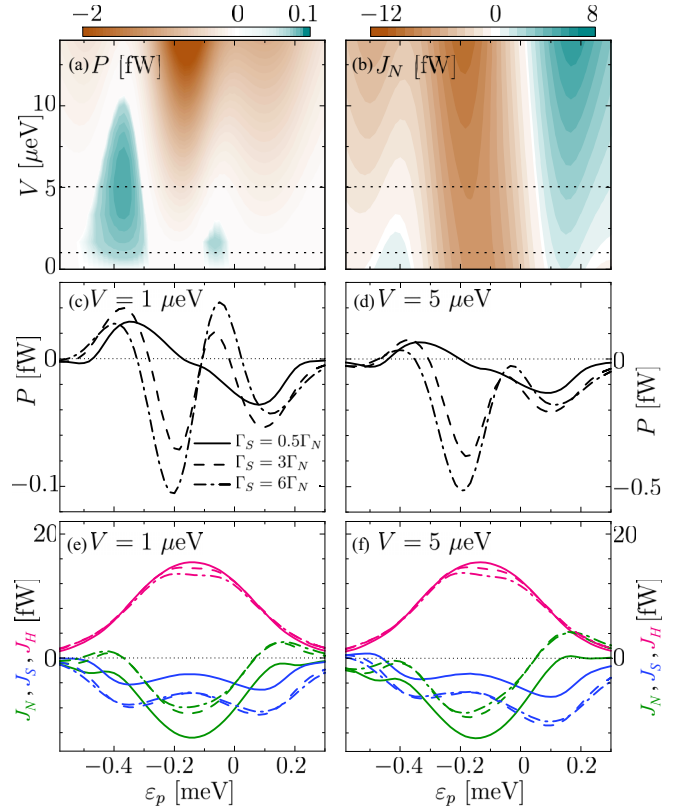 −2 0 0.1 −12 0 8
(a) P [fW] (b) J_N [fW]
10
5
0
V [μeV]
(c) V = 1 μeV (d) V = 5 μeV
0 0
P [fW] P [fW]
Γ_S = 0.5Γ_N
Γ_S = 3Γ_N
Γ_S = 6Γ_N
−0.1 −0.5
20 20
(e) V = 1 μeV (f) V = 5 μeV
0 0
J_N , J_S , J_H [fW] J_N , J_S , J_H [fW]
−0.4 −0.2 0 0.2 −0.4 −0.2 0 0.2
ε_p [meV] ε_p [meV]